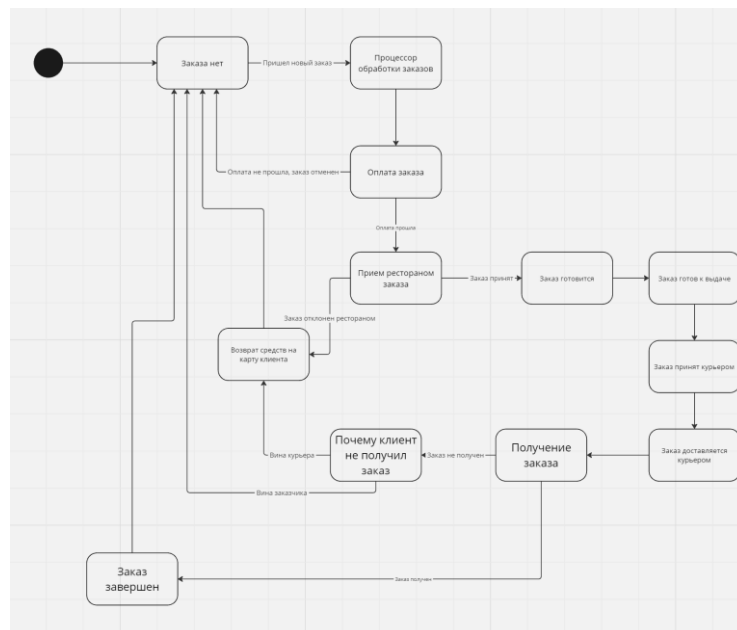 Заказа нет
Пришел новый заказ
Процессор
обработки заказов
Оплата не прошла, заказ отменен
Оплата заказа
Оплата прошла
Прием рестораном
заказа
Заказ принят
Заказ готовится
Заказ готов к выдаче
Заказ отклонен рестораном
Возврат средств на
карту клиента
Заказ принят курьером
Почему клиент
не получил
заказ
Вина курьера
Заказ не получен
Получение
заказа
Заказ доставляется
курьером
Вина заказчика
Заказ
завершен
Заказ получен